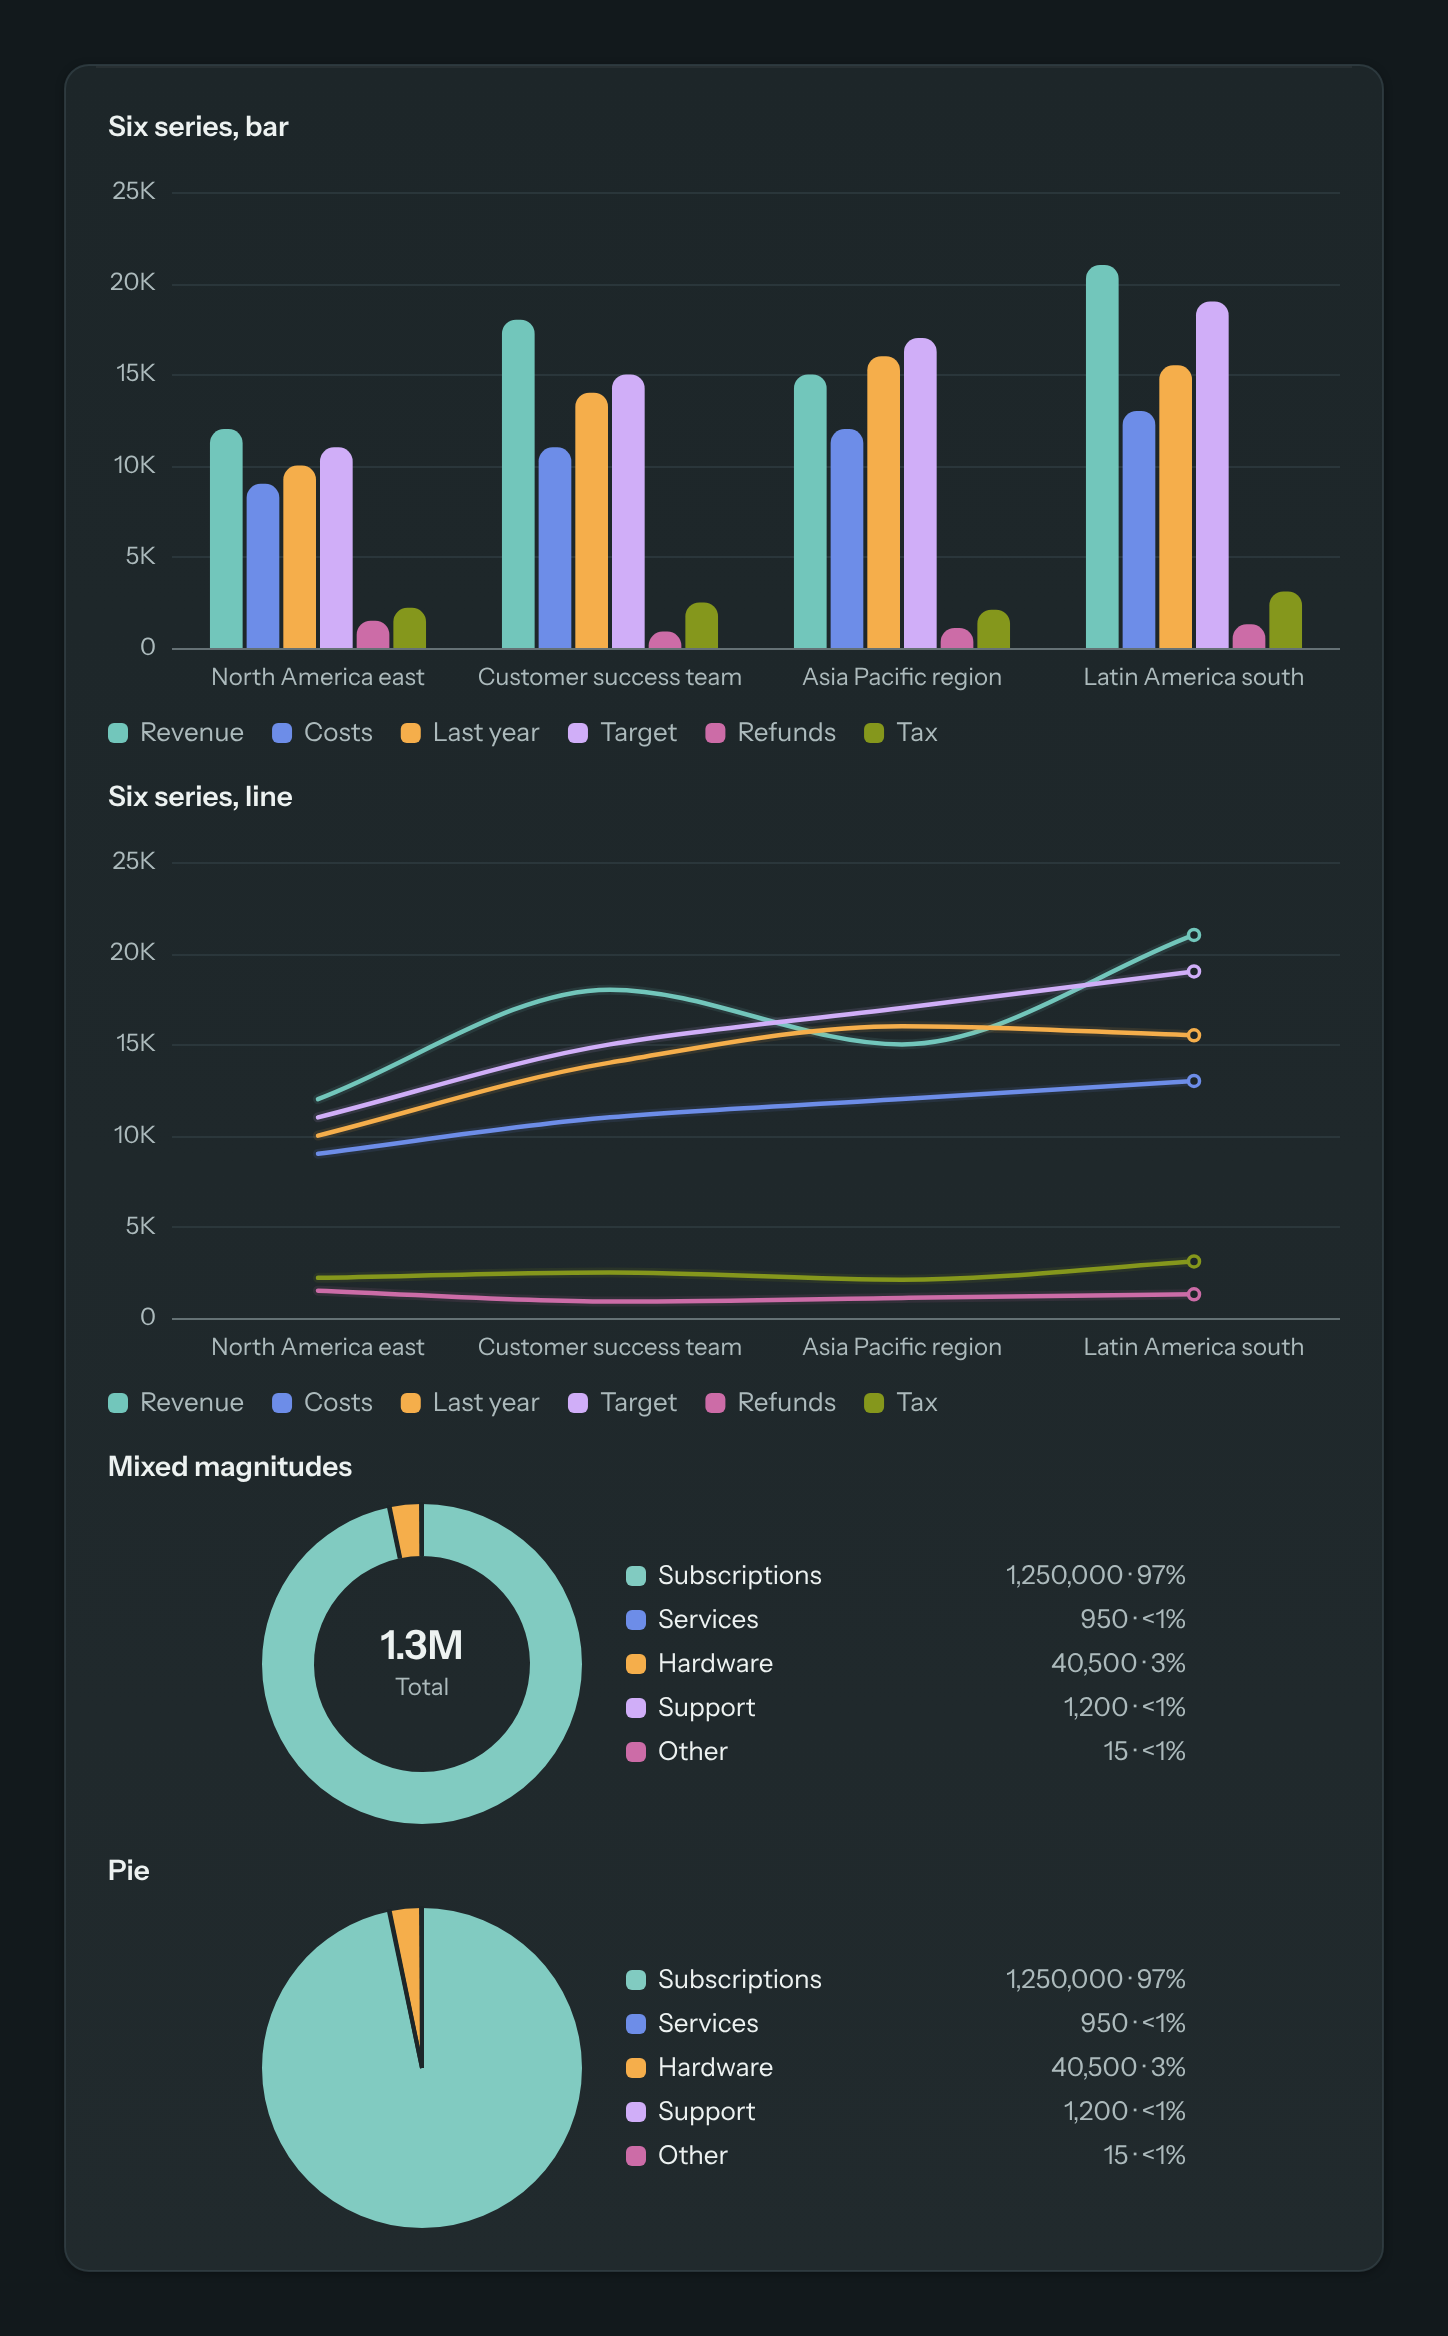 Six series, bar
25K
20K
15K
10K
5K
0
North America east Customer success team Asia Pacific region Latin America south
Revenue Costs Last year Target Refunds Tax
Six series, line
25K
20K
15K
10K
5K
0
North America east Customer success team Asia Pacific region Latin America south
Revenue Costs Last year Target Refunds Tax
Mixed magnitudes
1.3M
Total
Subscriptions 1,250,000 · 97%
Services 950 · <1%
Hardware 40,500 · 3%
Support 1,200 · <1%
Other 15 · <1%
Pie
Subscriptions 1,250,000 · 97%
Services 950 · <1%
Hardware 40,500 · 3%
Support 1,200 · <1%
Other 15 · <1%